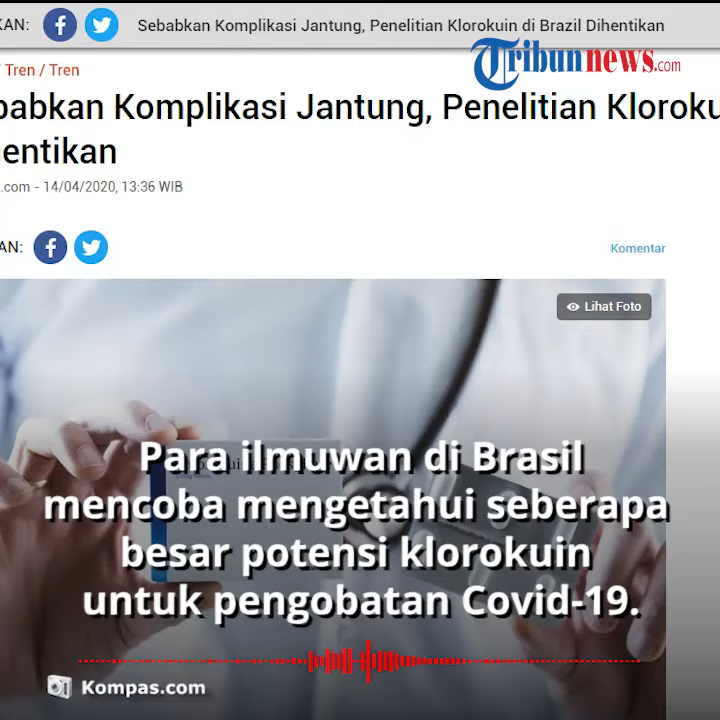 KAN: Sebabkan Komplikasi Jantung, Penelitian Klorokuin di Brazil Dihentikan
Tribunnews.com
/ Tren / Tren
babkan Komplikasi Jantung, Penelitian Kloroku
entikan
.com - 14/04/2020, 13:36 WIB
AN:
Komentar
Lihat Foto
Para ilmuwan di Brasil
mencoba mengetahui seberapa
besar potensi klorokuin
untuk pengobatan Covid-19.
Kompas.com